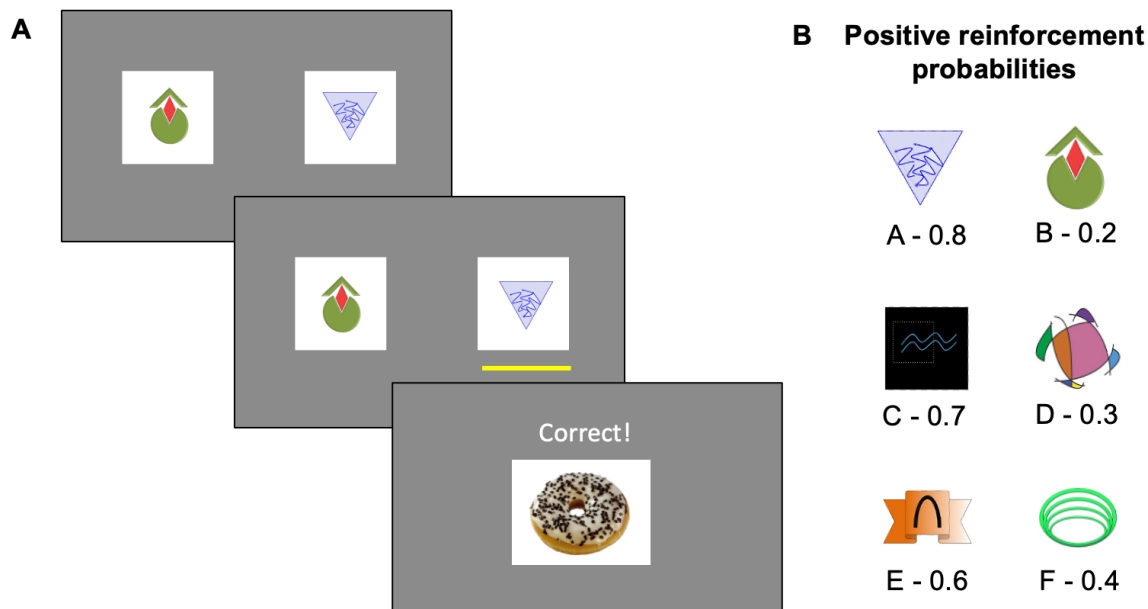 A
Correct!
B Positive reinforcement
probabilities
A - 0.8 B - 0.2
C - 0.7 D - 0.3
E - 0.6 F - 0.4